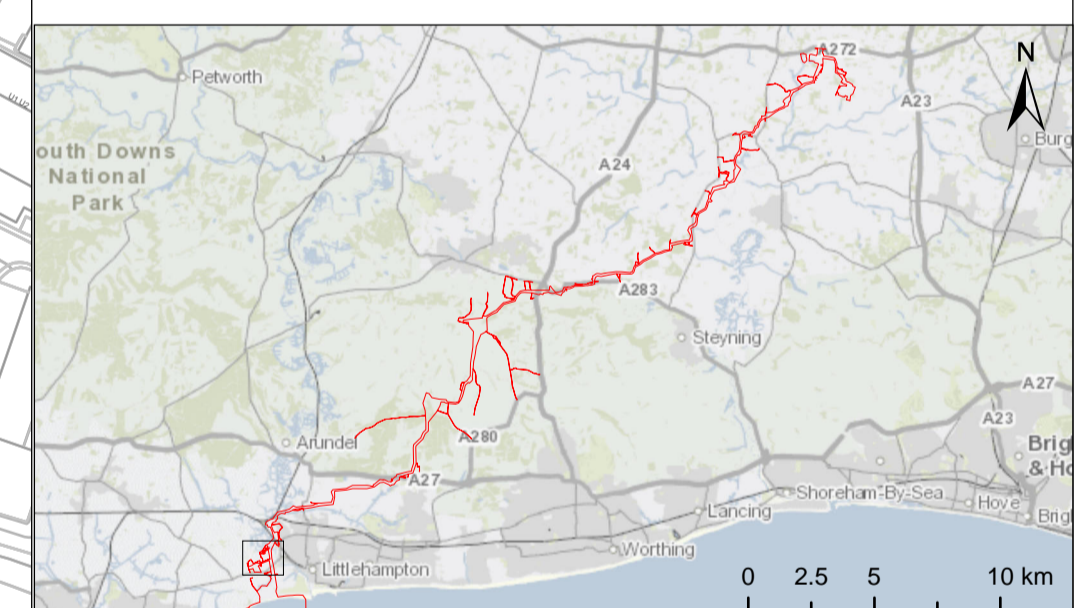 A272
N
Petworth
A23
Burg
outh Downs
National
Park
A24
A283
Steyning
A27
A23
Arundel
A280
Brig
& Ho
A27
Shoreham-By-Sea
Hove
Lancing
Brig
Worthing
Littlehampton
0 2.5 5 10 km